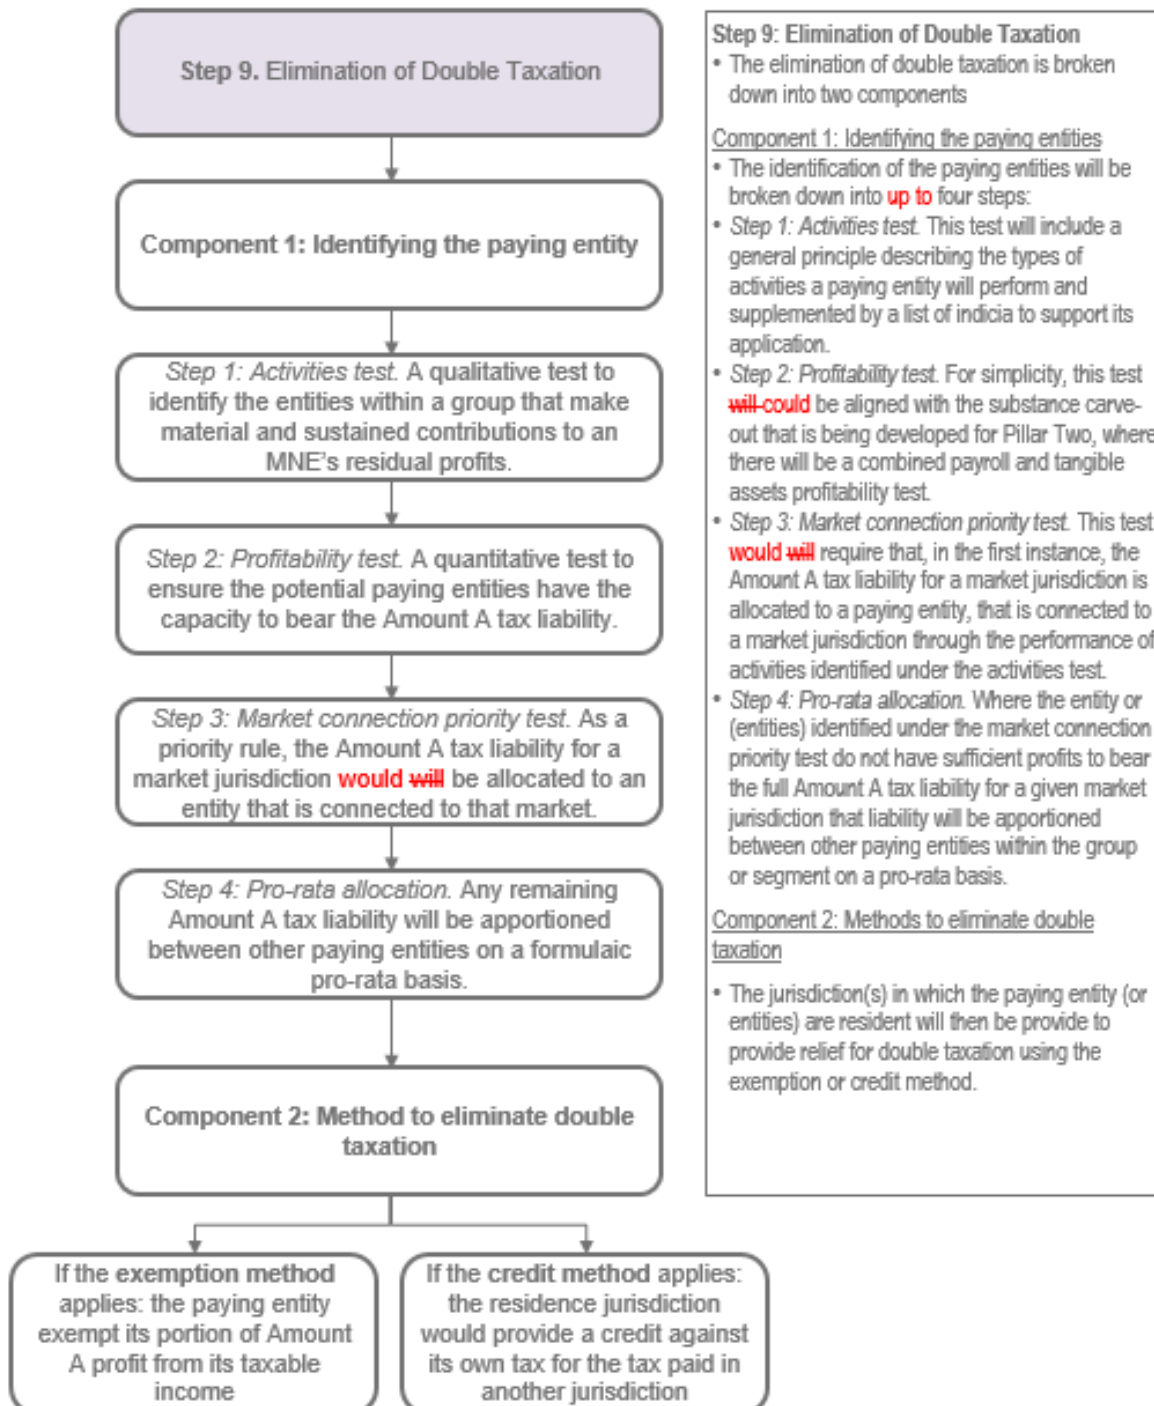 Step 9. Elimination of Double Taxation
Component 1: Identifying the paying entity
Step 1: Activities test. A qualitative test to
identify the entities within a group that make
material and sustained contributions to an
MNE's residual profits.
Step 2: Profitability test. A quantitative test to
ensure the potential paying entities have the
capacity to bear the Amount A tax liability.
Step 3: Market connection priority test. As a
priority rule, the Amount A tax liability for a
market jurisdiction would will be allocated to an
entity that is connected to that market.
Step 4: Pro-rata allocation. Any remaining
Amount A tax liability will be apportioned
between other paying entities on a formulaic
pro-rata basis.
Component 2: Method to eliminate double
taxation
If the exemption method
applies: the paying entity
exempt its portion of Amount
A profit from its taxable
income
If the credit method applies:
the residence jurisdiction
would provide a credit against
its own tax for the tax paid in
another jurisdiction
Step 9: Elimination of Double Taxation
• The elimination of double taxation is broken
down into two components
Component 1: Identifying the paying entities
• The identification of the paying entities will be
broken down into up to four steps:
• Step 1: Activities test. This test will include a
general principle describing the types of
activities a paying entity will perform and
supplemented by a list of indicia to support its
application.
• Step 2: Profitability test. For simplicity, this test
will could be aligned with the substance carve-
out that is being developed for Pillar Two, where
there will be a combined payroll and tangible
assets profitability test.
• Step 3: Market connection priority test. This test
would will require that, in the first instance, the
Amount A tax liability for a market jurisdiction is
allocated to a paying entity, that is connected to
a market jurisdiction through the performance of
activities identified under the activities test.
• Step 4: Pro-rata allocation. Where the entity or
(entities) identified under the market connection
priority test do not have sufficient profits to bear
the full Amount A tax liability for a given market
jurisdiction that liability will be apportioned
between other paying entities within the group
or segment on a pro-rata basis.
Component 2: Methods to eliminate double
taxation
• The jurisdiction(s) in which the paying entity (or
entities) are resident will then be provide to
provide relief for double taxation using the
exemption or credit method.